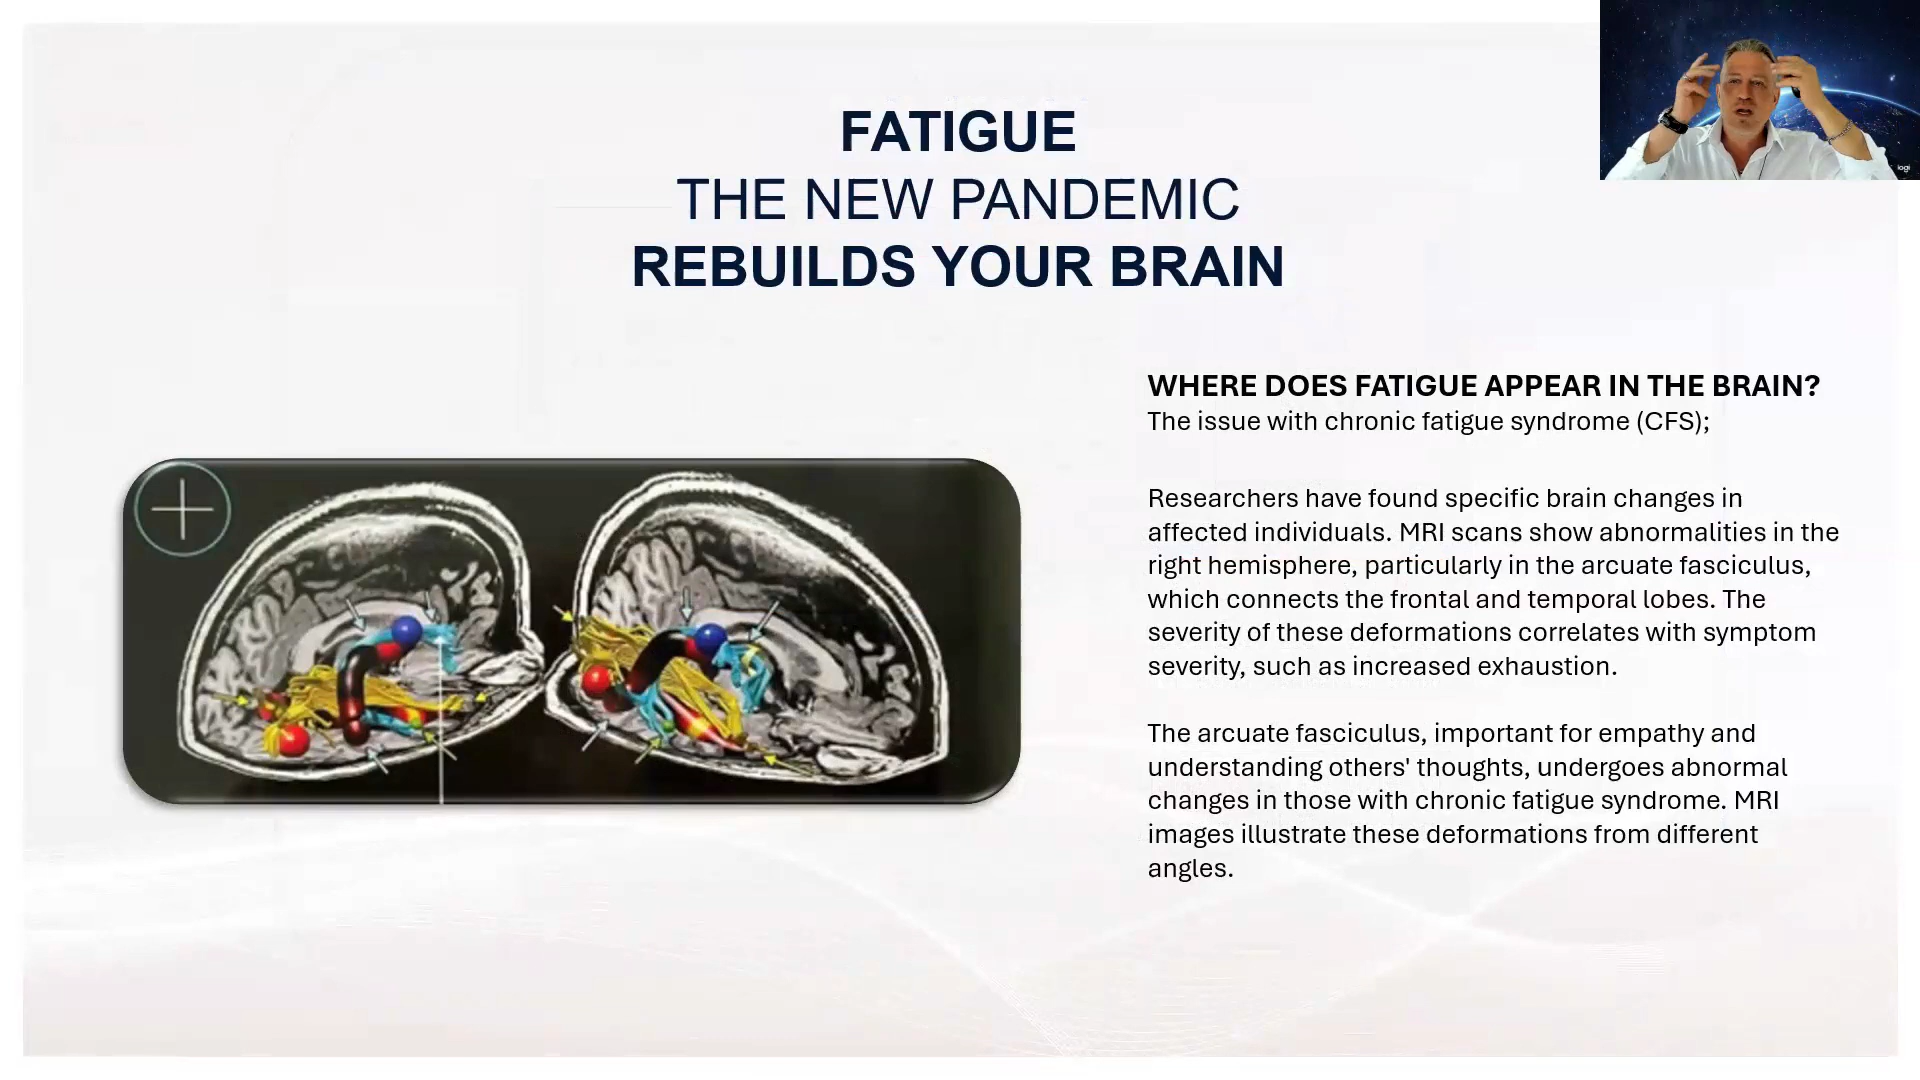 FATIGUE
THE NEW PANDEMIC
REBUILDS YOUR BRAIN
WHERE DOES FATIGUE APPEAR IN THE BRAIN?
The issue with chronic fatigue syndrome (CFS);
Researchers have found specific brain changes in
affected individuals. MRI scans show abnormalities in the
right hemisphere, particularly in the arcuate fasciculus,
which connects the frontal and temporal lobes. The
severity of these deformations correlates with symptom
severity, such as increased exhaustion.
The arcuate fasciculus, important for empathy and
understanding others' thoughts, undergoes abnormal
changes in those with chronic fatigue syndrome. MRI
images illustrate these deformations from different
angles.
logi